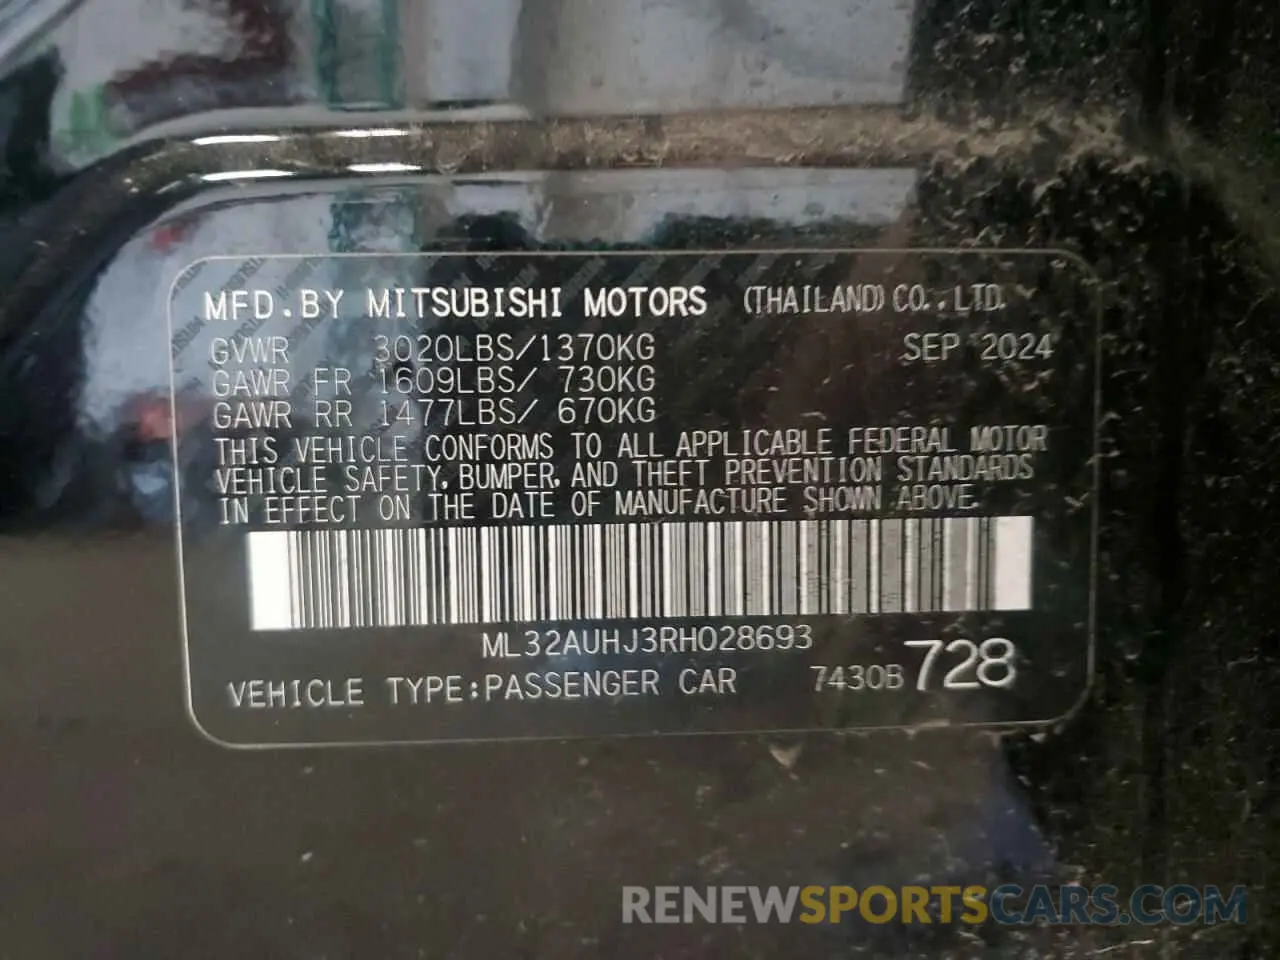 MFD.BY MITSUBISHI MOTORS (THAILAND) CO.,LTD.
GVWR 3020LBS/1370KG SEP 2024
GAWR FR 1609LBS/ 730KG
GAWR RR 1477LBS/ 670KG
THIS VEHICLE CONFORMS TO ALL APPLICABLE FEDERAL MOTOR
VEHICLE SAFETY, BUMPER, AND THEFT PREVENTION STANDARDS
IN EFFECT ON THE DATE OF MANUFACTURE SHOWN ABOVE.
ML32AUHJ3RH028693
VEHICLE TYPE:PASSENGER CAR 7430B728
RENEWSPORTSCARS.COM